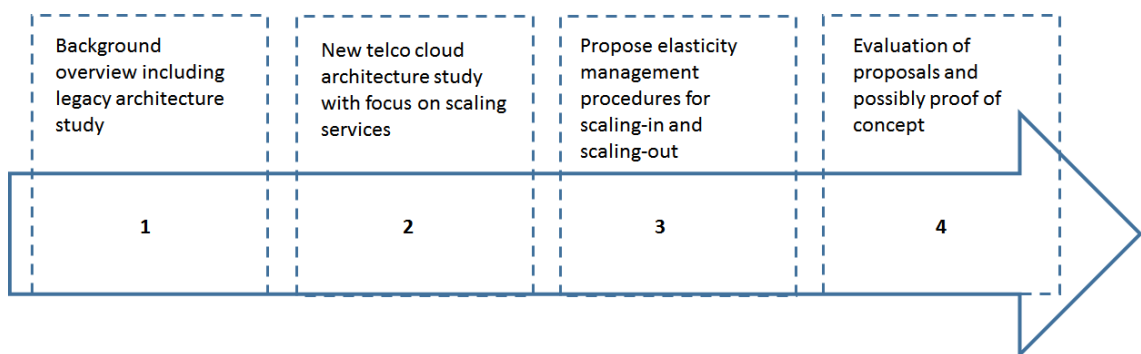 Background
overview including
legacy architecture
study
New telco cloud
architecture study
with focus on scaling
services
Propose elasticity
management
procedures for
scaling-in and
scaling-out
Evaluation of
proposals and
possibly proof of
concept
1
2
3
4